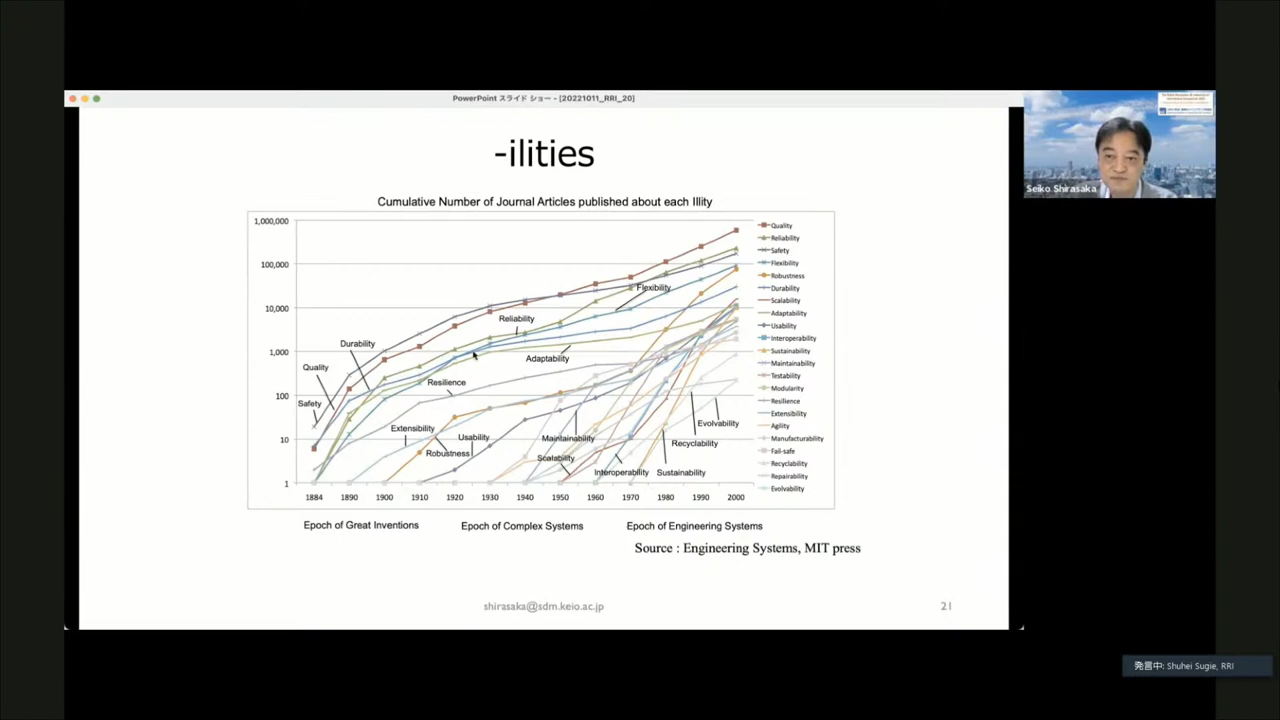 PowerPoint スライド ショー - [20221011_RRI_20]
-ilities
Cumulative Number of Journal Articles published about each Illity
1,000,000
100,000
10,000
1,000
100
10
1
Flexibility
Reliability
Durability
Adaptability
Quality
Resilience
Safety
Extensibility
Usability
Robustness
Maintainability
Scalability
Interoperability
Evolvability
Recyclability
Sustainability
1884 1890 1900 1910 1920 1930 1940 1950 1960 1970 1980 1990 2000
Quality
Reliability
Safety
Flexibility
Robustness
Durability
Scalability
Adaptability
Usability
Interoperability
Sustainability
Maintainability
Testability
Modularity
Resilience
Extensibility
Agility
Manufacturability
Fail-safe
Recyclability
Repairability
Evolvability
Epoch of Great Inventions
Epoch of Complex Systems
Epoch of Engineering Systems
Source : Engineering Systems, MIT press
shirasaka@sdm.keio.ac.jp
21
Seiko Shirasaka
発言中: Shuhei Sugie, RRI